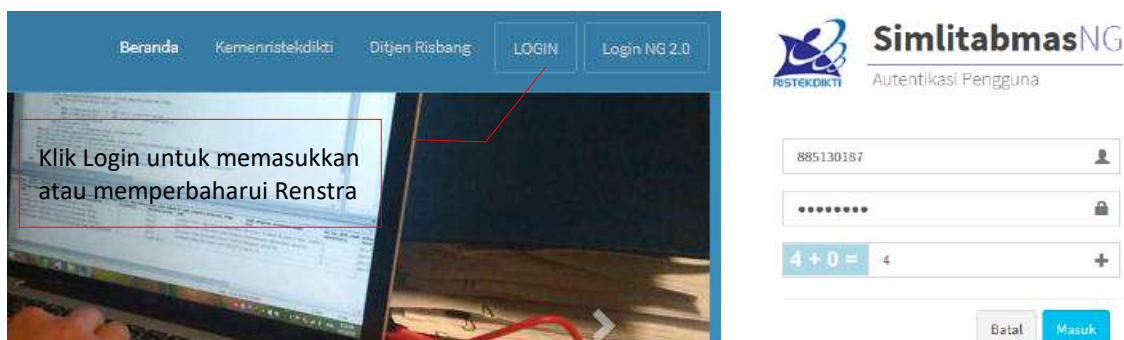 Beranda
Kemenristekdikti
Ditjen Risbang
LOGIN
Login NG 2.0
Klik Login untuk memasukkan
atau memperbaharui Renstra
RISTEKDIKTI
SimlitabmasNG
Autentikasi Pengguna
885130187
••••••••
4 + 0 =
4
Batal
Masuk